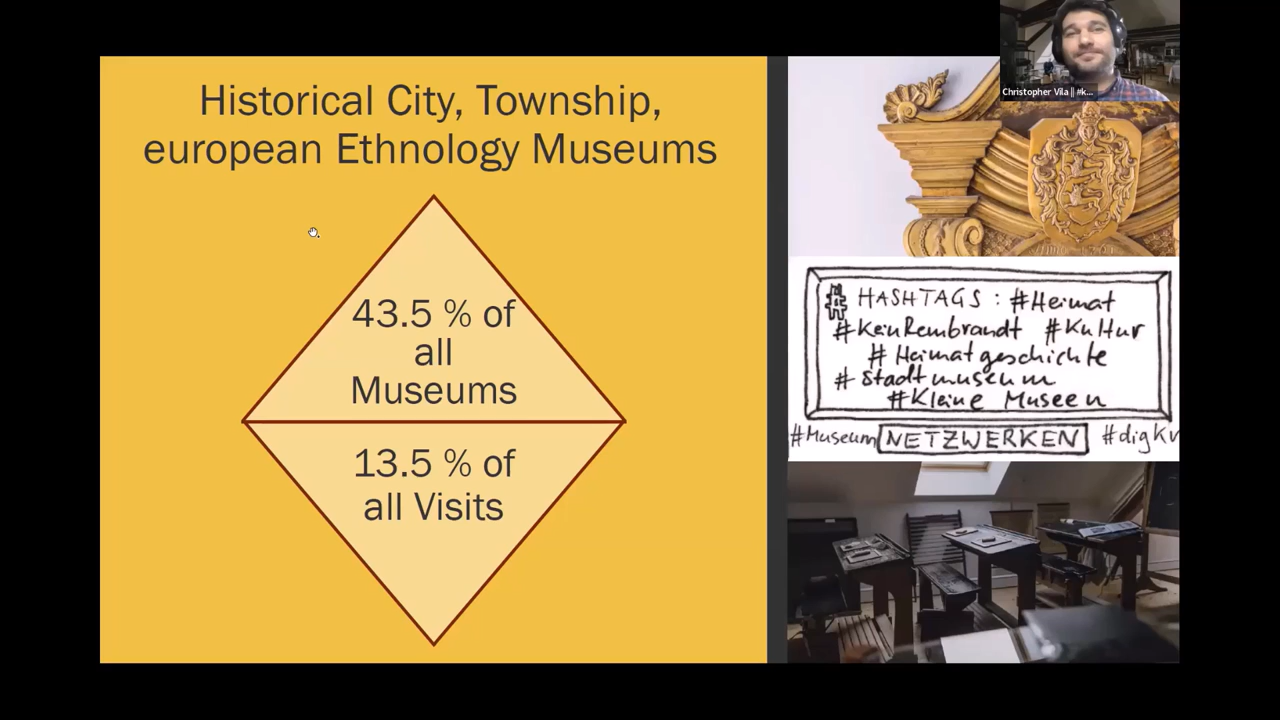 Historical City, Township,
european Ethnology Museums
43.5 % of
all
Museums
13.5 % of
all Visits
Christopher Vila || #k...
# HASHTAGS : #Heimat
#KeinRembrandt #Kultur
# Heimatgeschichte
# Stadtmuseum
#Kleine Museen
#Museum NETZWERKEN #digKu